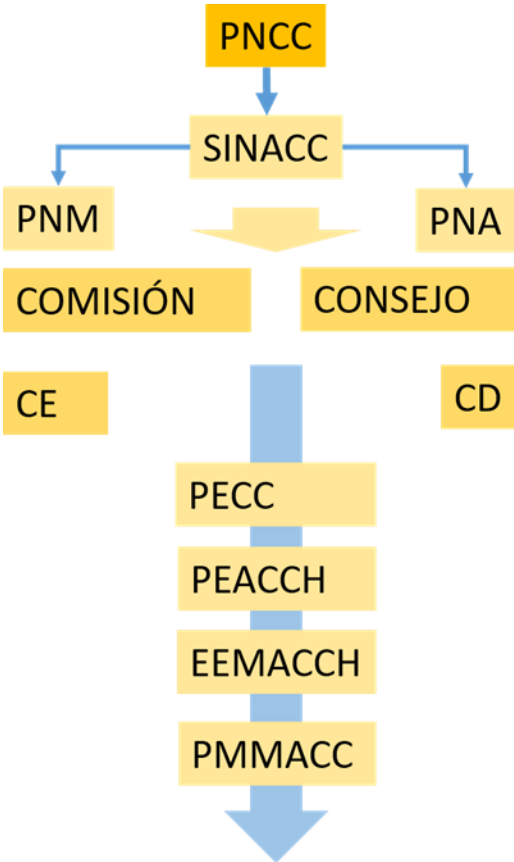 PNCC
SINACC
PNM
PNA
COMISIÓN
CONSEJO
CE
CD
PECC
PEACCH
EEMACCH
PMMACC